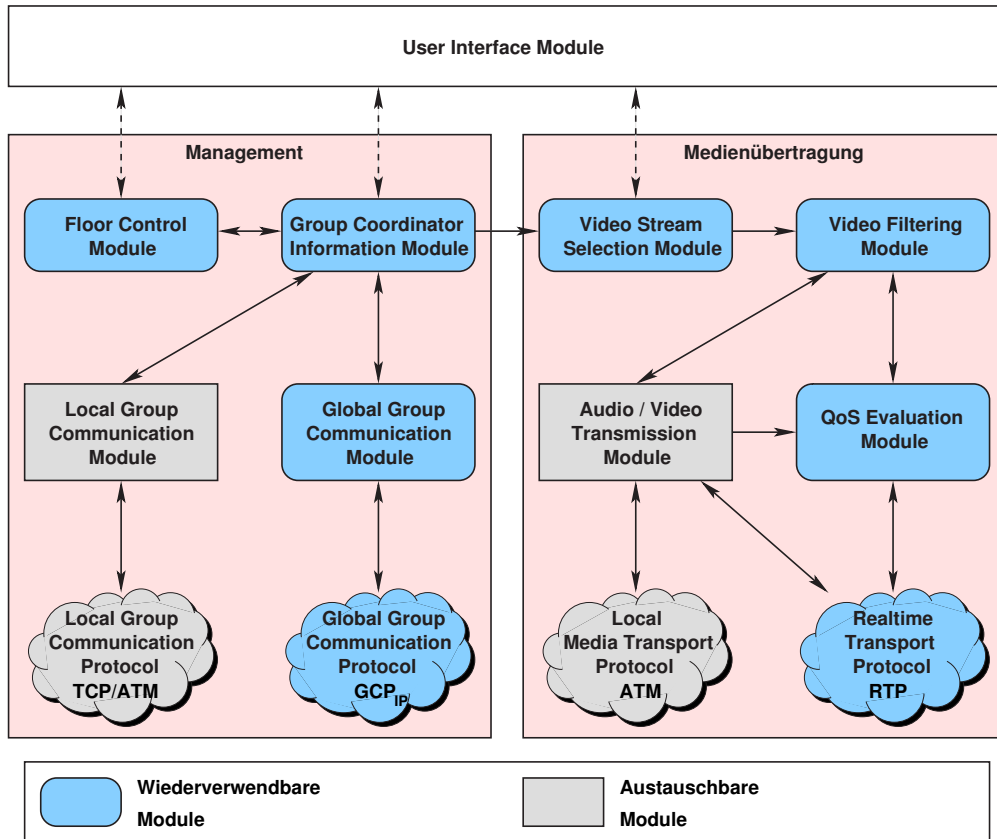 User Interface Module
Management
Medienübertragung
Floor Control
Module
Group Coordinator
Information Module
Video Stream
Selection Module
Video Filtering
Module
Local Group
Communication
Module
Global Group
Communication
Module
Audio / Video
Transmission
Module
QoS Evaluation
Module
Local Group
Communication
Protocol
TCP/ATM
Global Group
Communication
Protocol
GCP_IP
Local
Media Transport
Protocol
ATM
Realtime
Transport
Protocol
RTP
Wiederverwendbare
Module
Austauschbare
Module